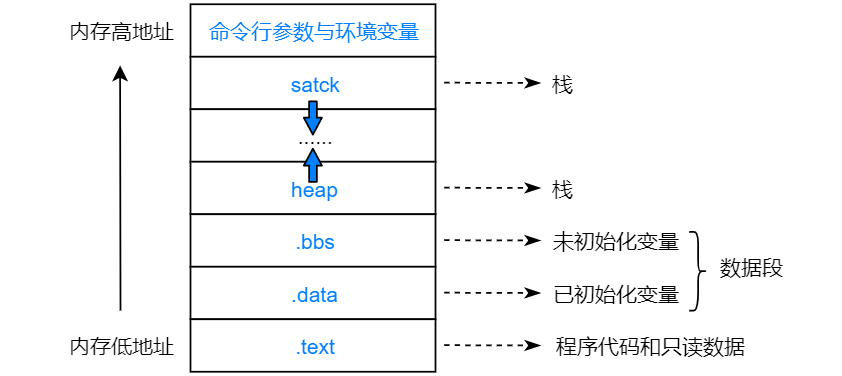 内存高地址 命令行参数与环境变量
satck 栈
......
heap 栈
.bbs 未初始化变量
数据段
.data 已初始化变量
内存低地址 .text 程序代码和只读数据